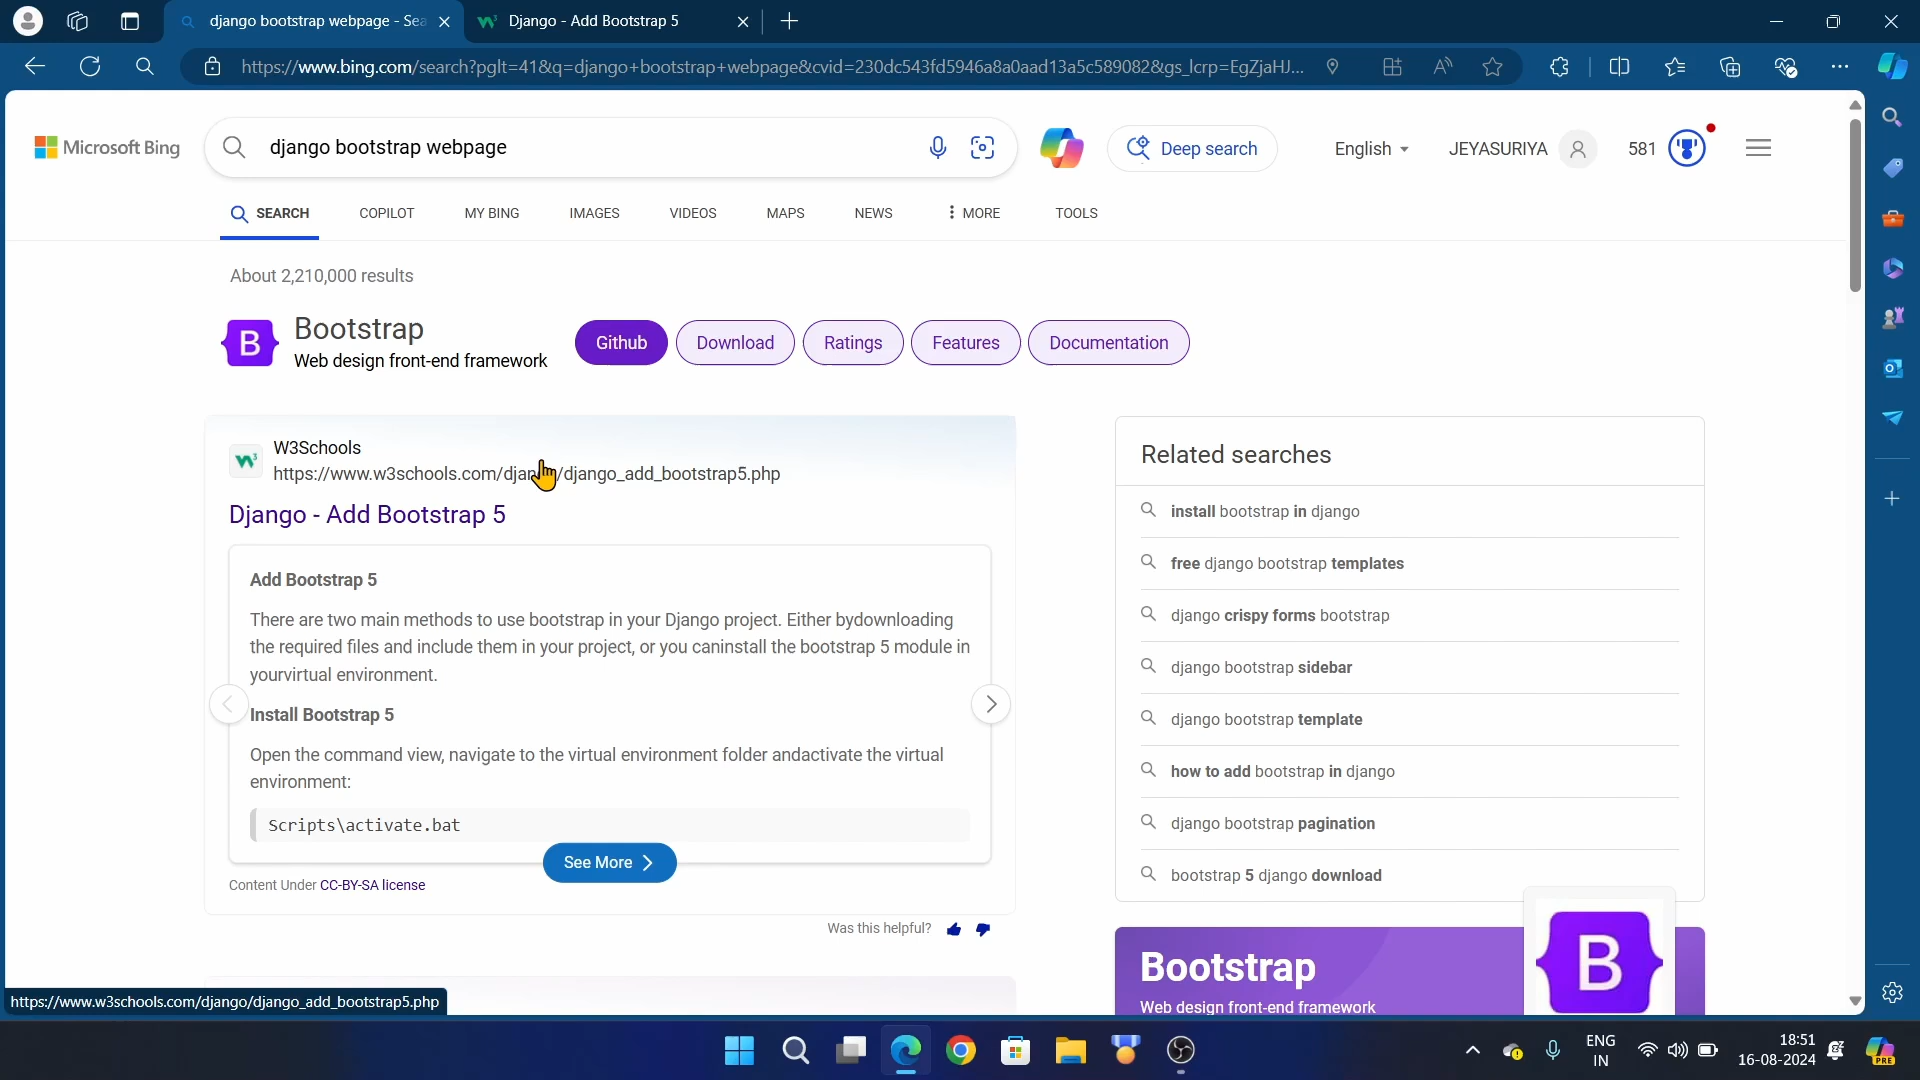 django bootstrap webpage - Sea
Django - Add Bootstrap 5
https://www.bing.com/search?pglt=41&q=django+bootstrap+webpage&cvid=230dc543fd5946a8a0aad13a5c589082&gs_lcrp=EgZjaHJ...
Microsoft Bing
django bootstrap webpage
Deep search
English
JEYASURIYA
581
SEARCH
COPILOT
MY BING
IMAGES
VIDEOS
MAPS
NEWS
MORE
TOOLS
About 2,210,000 results
B
Bootstrap
Web design front-end framework
Github
Download
Ratings
Features
Documentation
W3Schools
https://www.w3schools.com/django/django_add_bootstrap5.php
Django - Add Bootstrap 5
Add Bootstrap 5
There are two main methods to use bootstrap in your Django project. Either bydownloading
the required files and include them in your project, or you caninstall the bootstrap 5 module in
yourvirtual environment.
Install Bootstrap 5
Open the command view, navigate to the virtual environment folder andactivate the virtual
environment:
Scripts\activate.bat
See More
Content Under CC-BY-SA license
Was this helpful?
Related searches
install bootstrap in django
free django bootstrap templates
django crispy forms bootstrap
django bootstrap sidebar
django bootstrap template
how to add bootstrap in django
django bootstrap pagination
bootstrap 5 django download
Bootstrap
Web design front-end framework
B
https://www.w3schools.com/django/django_add_bootstrap5.php
ENG
IN
18:51
16-08-2024
PRE